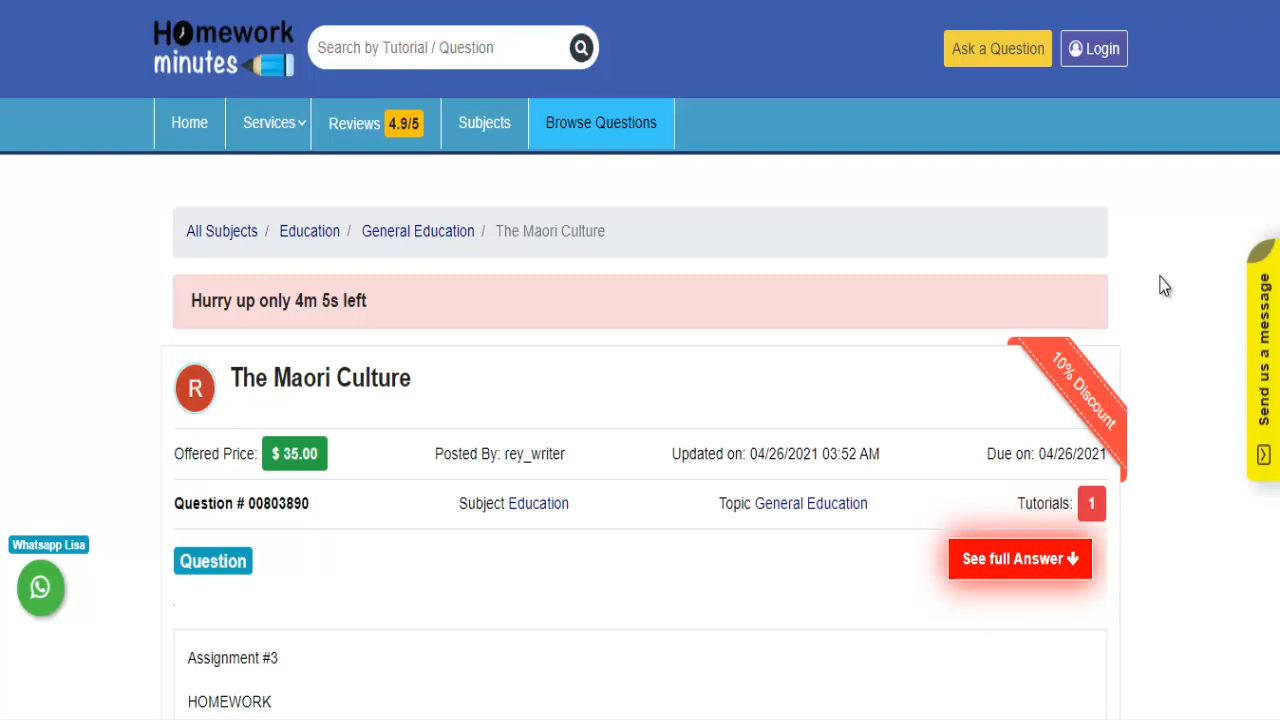 Homework
minutes
Search by Tutorial / Question
Ask a Question
Login
Home
Services
Reviews 4.9/5
Subjects
Browse Questions
All Subjects / Education / General Education / The Maori Culture
Hurry up only 4m 5s left
R
The Maori Culture
10% Discount
Offered Price: $ 35.00
Posted By: rey_writer
Updated on: 04/26/2021 03:52 AM
Due on: 04/26/2021
Question # 00803890
Subject Education
Topic General Education
Tutorials: 1
Question
See full Answer
Assignment #3
HOMEWORK
Whatsapp Lisa
Send us a message